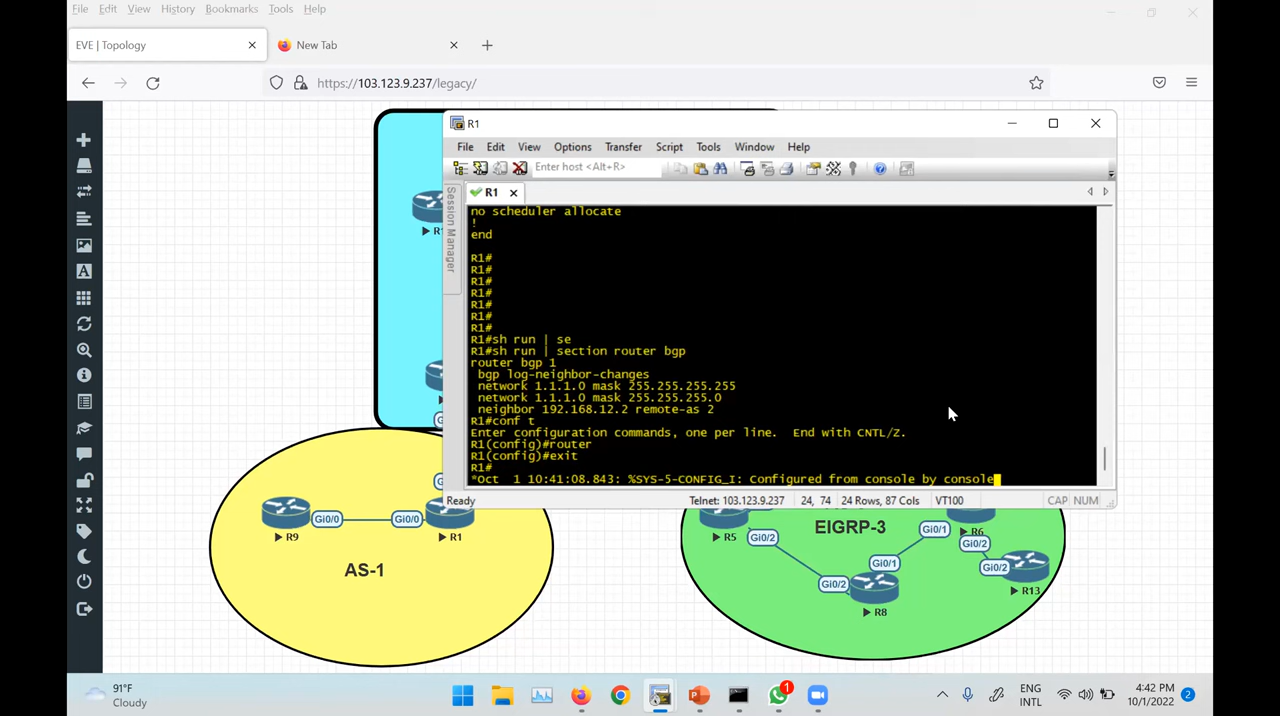 File Edit View History Bookmarks Tools Help
EVE | Topology
New Tab
https://103.123.9.237/legacy/
R1
File Edit View Options Transfer Script Tools Window Help
Enter host <Alt+R>
R1
Session Manager
no scheduler allocate
!
end
R1#
R1#
R1#
R1#
R1#
R1#
R1#
R1#sh run | se
R1#sh run | section router bgp
router bgp 1
bgp log-neighbor-changes
network 1.1.1.0 mask 255.255.255.255
network 1.1.1.0 mask 255.255.255.0
neighbor 192.168.12.2 remote-as 2
R1#conf t
Enter configuration commands, one per line. End with CNTL/Z.
R1(config)#router
R1(config)#exit
R1#
*Oct 1 10:41:08.843: %SYS-5-CONFIG_I: Configured from console by console
Ready
Telnet: 103.123.9.237
24, 74
24 Rows, 87 Cols
VT100
CAP NUM
Gi0/0
Gi0/0
R9
R1
AS-1
EIGRP-3
R5
Gi0/2
Gi0/1
R6
Gi0/2
Gi0/1
Gi0/2
Gi0/2
R13
R8
91°F
Cloudy
1
ENG
INTL
4:42 PM
10/1/2022
2